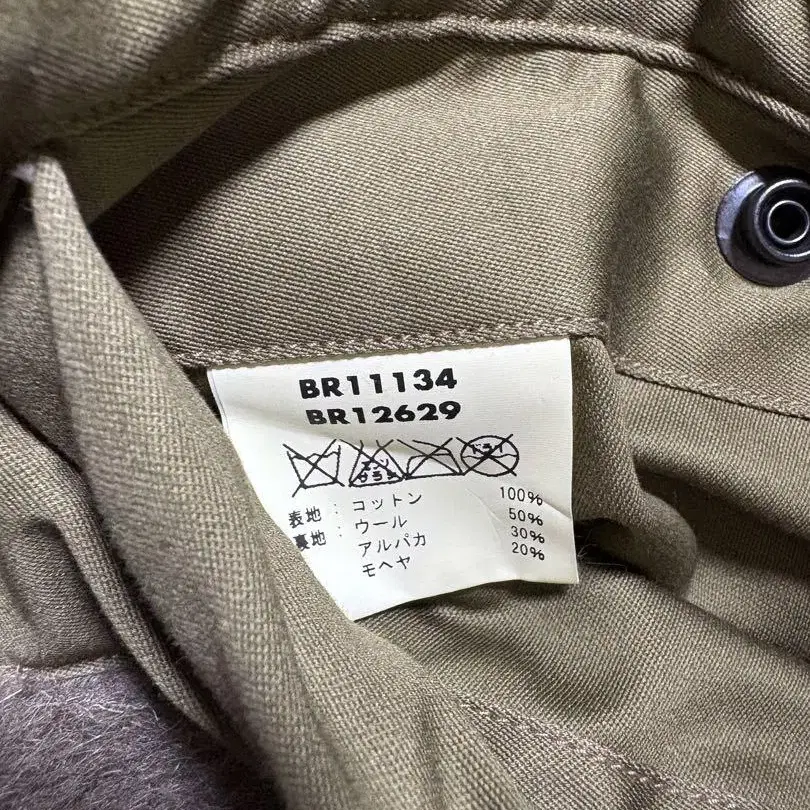 BR11134
BR12629
表地 : コットン 100%
裏地 : ウール 50%
アルパカ 30%
モヘヤ 20%